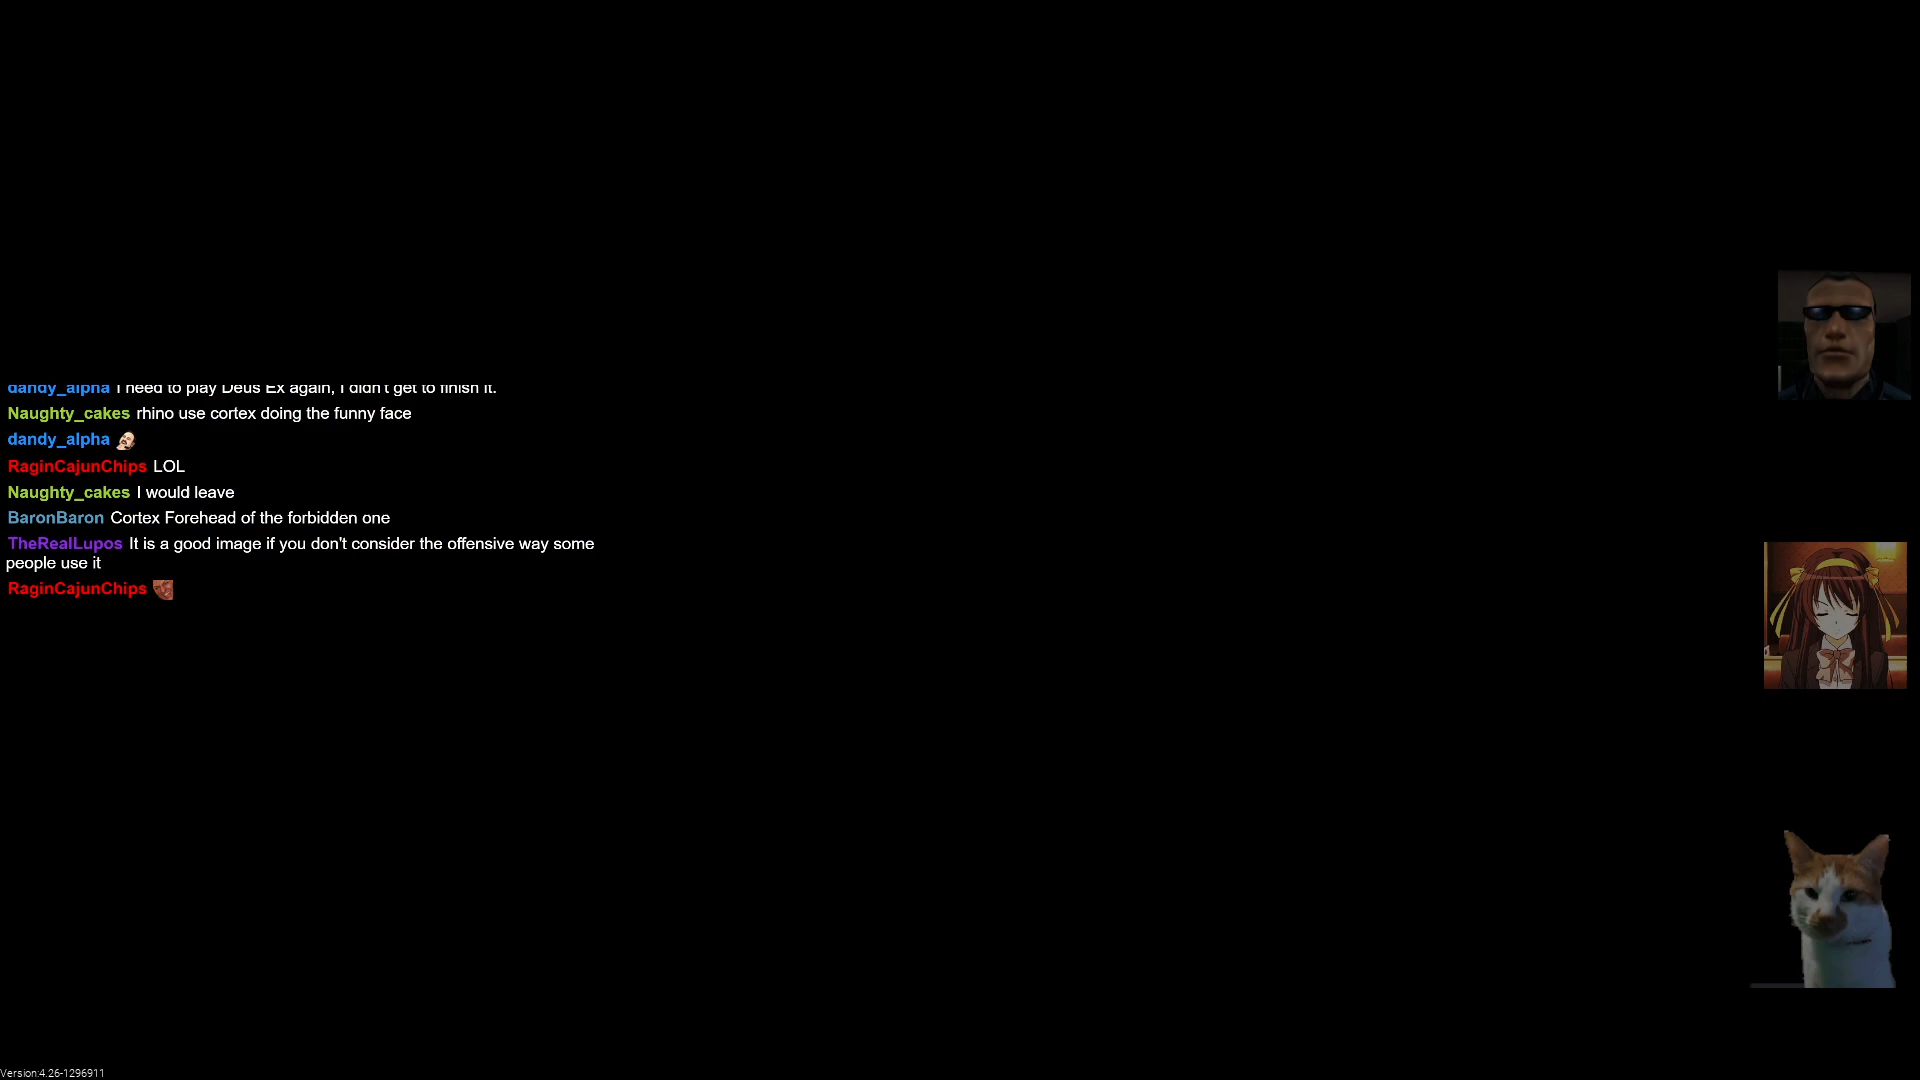 dandy_alpha I need to play Deus Ex again, I didn't get to finish it.
Naughty_cakes rhino use cortex doing the funny face
dandy_alpha
RaginCajunChips LOL
Naughty_cakes I would leave
BaronBaron Cortex Forehead of the forbidden one
TheRealLupos It is a good image if you don't consider the offensive way some
people use it
RaginCajunChips
Version:4.26-1296911